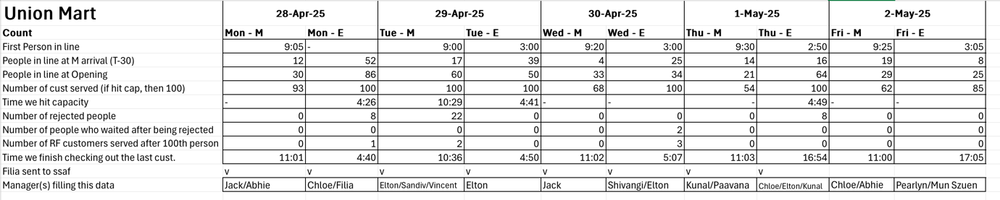 Union Mart 28-Apr-25 29-Apr-25 30-Apr-25 1-May-25 2-May-25
Count Mon - M Mon - E Tue - M Tue - E Wed - M Wed - E Thu - M Thu - E Fri - M Fri - E
First Person in line 9:05 - 9:00 3:00 9:20 3:00 9:30 2:50 9:25 3:05
People in line at M arrival (T-30) 12 52 17 39 4 25 14 16 19 8
People in line at Opening 30 86 60 50 33 34 21 64 29 25
Number of cust served (if hit cap, then 100) 93 100 100 100 68 100 54 100 62 85
Time we hit capacity - 4:26 10:29 4:41 - - - 4:49 - -
Number of rejected people 0 8 22 0 0 0 0 8 0 0
Number of people who waited after being rejected 0 0 0 0 0 2 0 0 0 0
Number of RF customers served after 100th person 0 1 2 0 0 3 0 0 0 0
Time we finish checking out the last cust. 11:01 4:40 10:36 4:50 11:02 5:07 11:03 16:54 11:00 17:05
Filia sent to ssaf v v v v v v v v
Manager(s) filling this data Jack/Abhie Chloe/Filia Elton/Sandiv/Vincent Elton Jack Shivangi/Elton Kunal/Paavana Chloe/Elton/Kunal Chloe/Abhie Pearlyn/Mun Szuen